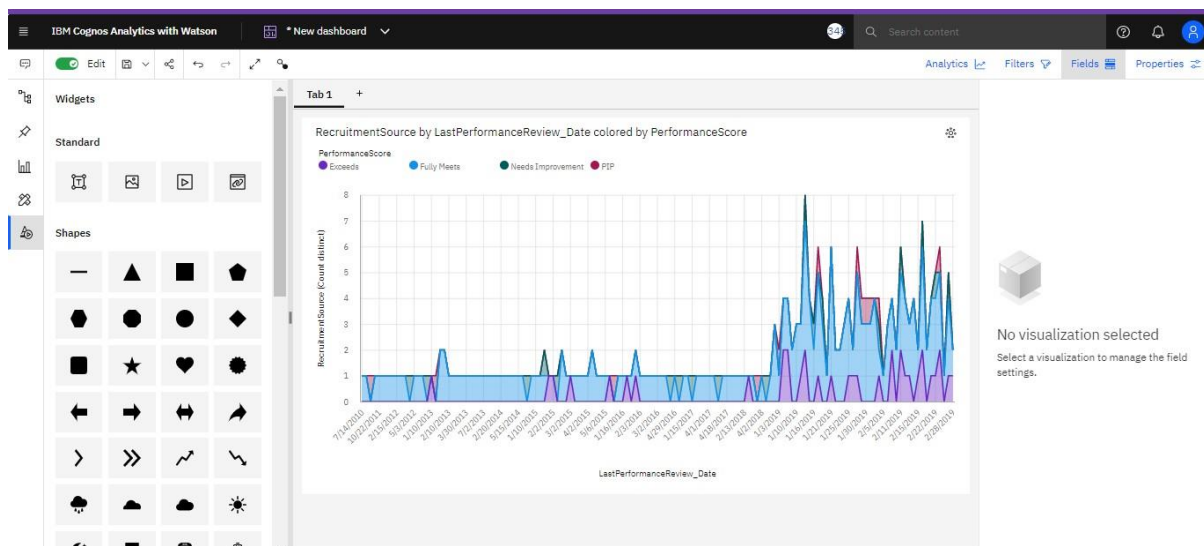 IBM Cognos Analytics with Watson
* New dashboard
Search content
Edit
Analytics
Filters
Fields
Properties
Widgets
Standard
Shapes
Tab 1 +
RecruitmentSource by LastPerformanceReview_Date colored by PerformanceScore
PerformanceScore
Exceeds Fully Meets Needs Improvement PIP
RecruitmentSource (Count distinct)
8
7
6
5
4
3
2
1
0
7/14/2010 10/22/2011 2/15/2012 5/3/2012 1/10/2013 2/10/2013 3/30/2013 7/2/2013 2/20/2014 5/15/2014 1/10/2015 2/2/2015 3/2/2015 4/2/2015 5/6/2015 1/16/2016 2/3/2016 3/2/2016 4/29/2016 1/15/2017 4/1/2017 4/18/2017 2/13/2018 4/2/2018 1/3/2019 1/10/2019 1/16/2019 1/21/2019 1/25/2019 1/30/2019 2/5/2019 2/11/2019 2/15/2019 2/22/2019 2/28/2019
LastPerformanceReview_Date
No visualization selected
Select a visualization to manage the field
settings.